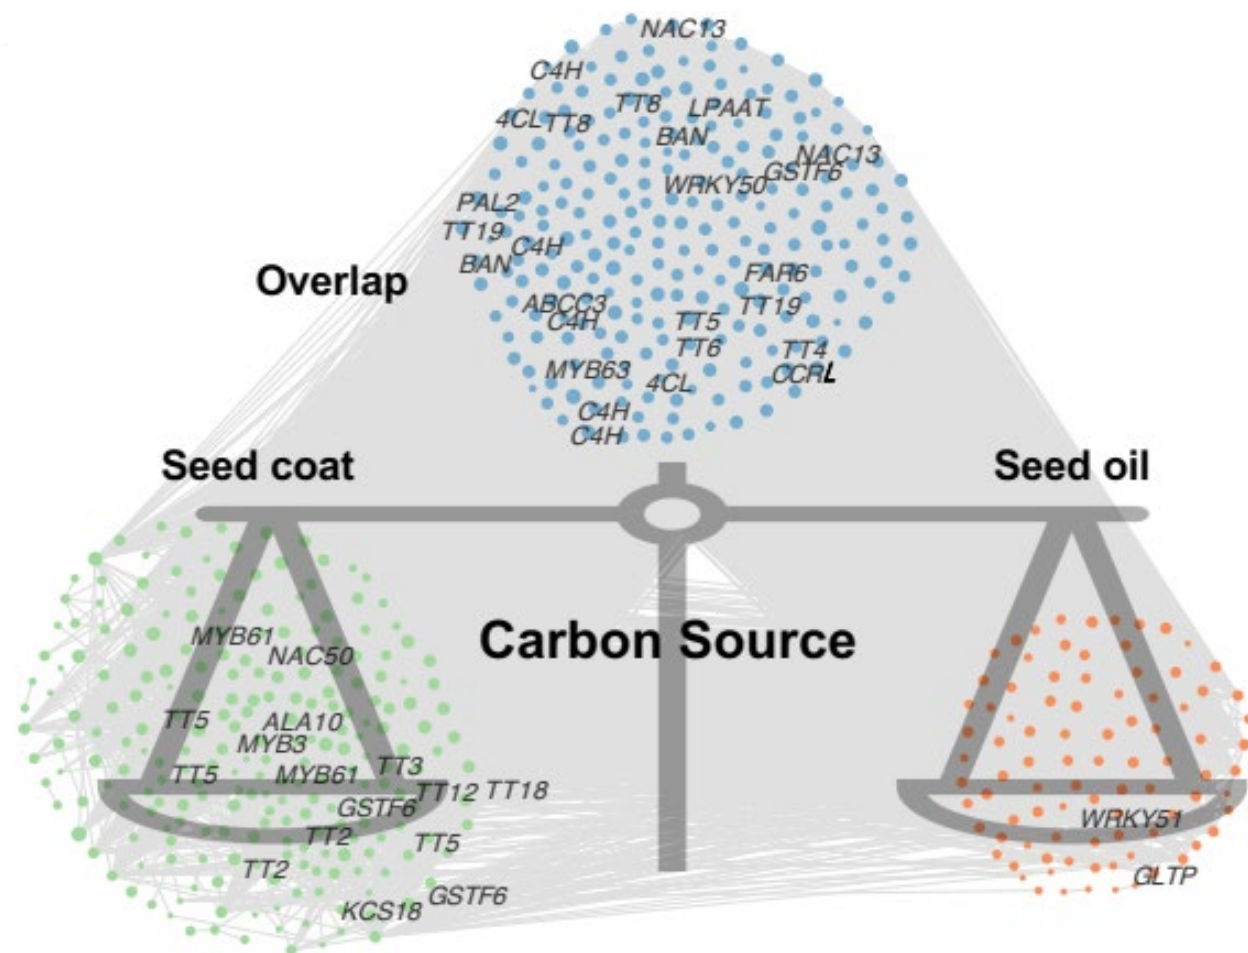 NAC13
C4H
TT8
LPAAT
4CL
TT8
BAN
NAC13
GSTF6
WRKY50
PAL2
TT19
C4H
BAN
FAR6
Overlap
ABCC3
TT19
C4H
TT5
TT6
TT4
MYB63
CCRL
4CL
C4H
C4H
Seed coat
Seed oil
MYB61
Carbon Source
NAC50
TT5
ALA10
MYB3
TT3
TT5
MYB61
TT12
TT18
GSTF6
WRKY51
TT2
TT5
TT2
GLTP
GSTF6
KCS18